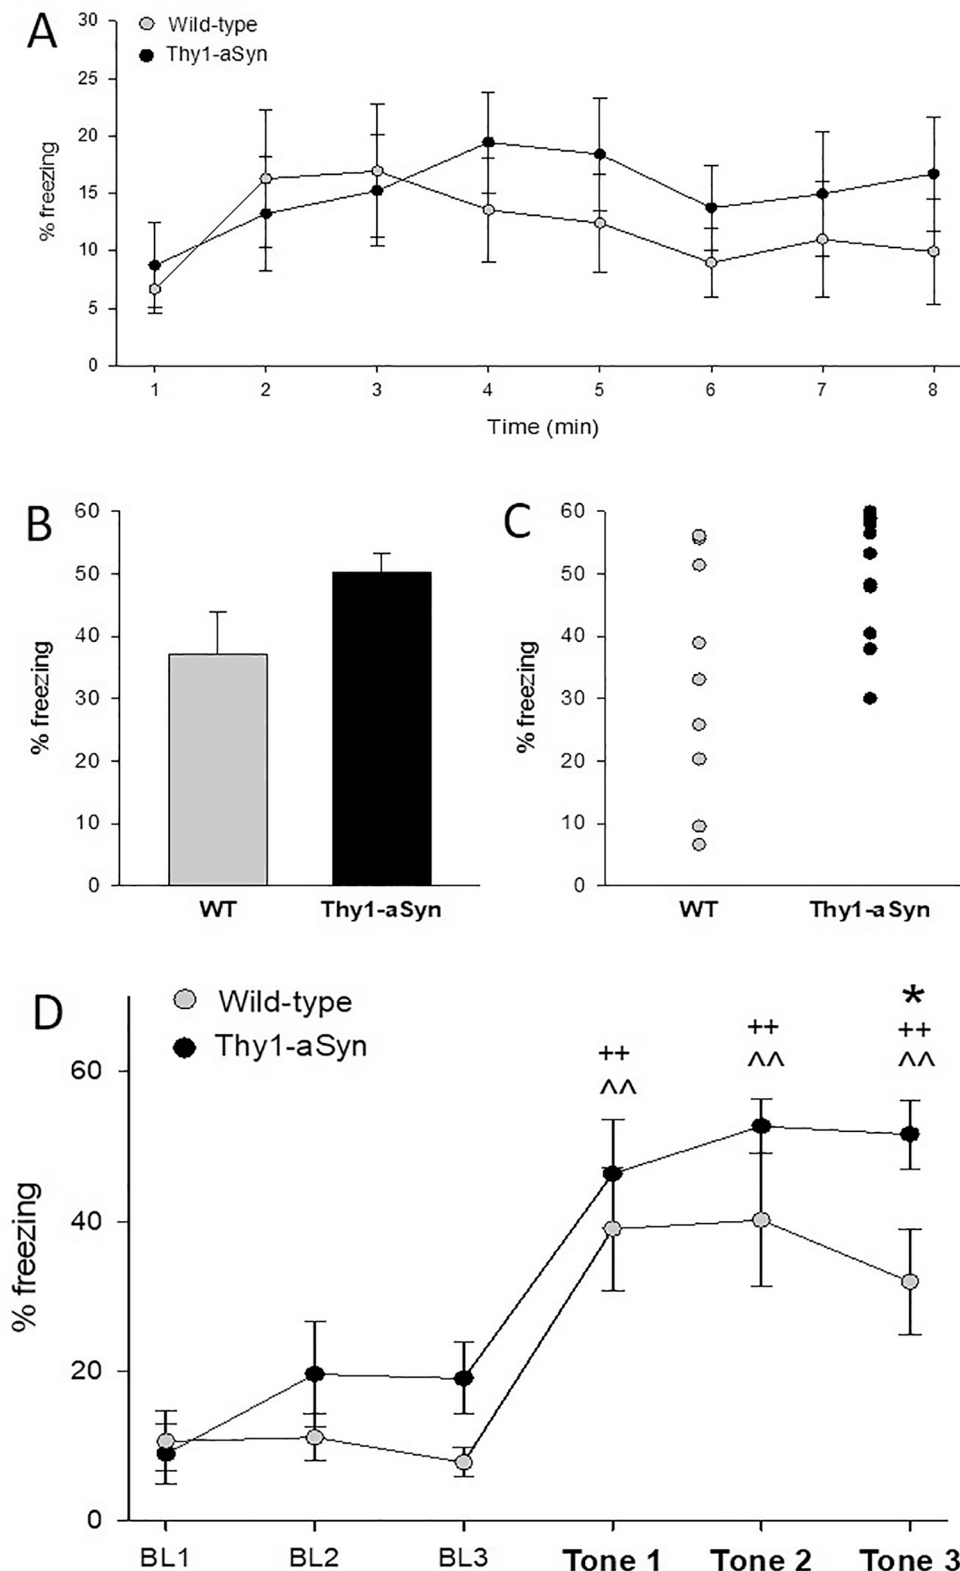 A
Wild-type
Thy1-aSyn
% freezing
30
25
20
15
10
5
0
1 2 3 4 5 6 7 8
Time (min)
B
% freezing
60
50
40
30
20
10
0
WT Thy1-aSyn
C
% freezing
60
50
40
30
20
10
0
WT Thy1-aSyn
D
Wild-type
Thy1-aSyn
% freezing
60
40
20
0
*
++ ++ ++
^^ ^^ ^^
BL1 BL2 BL3 Tone 1 Tone 2 Tone 3